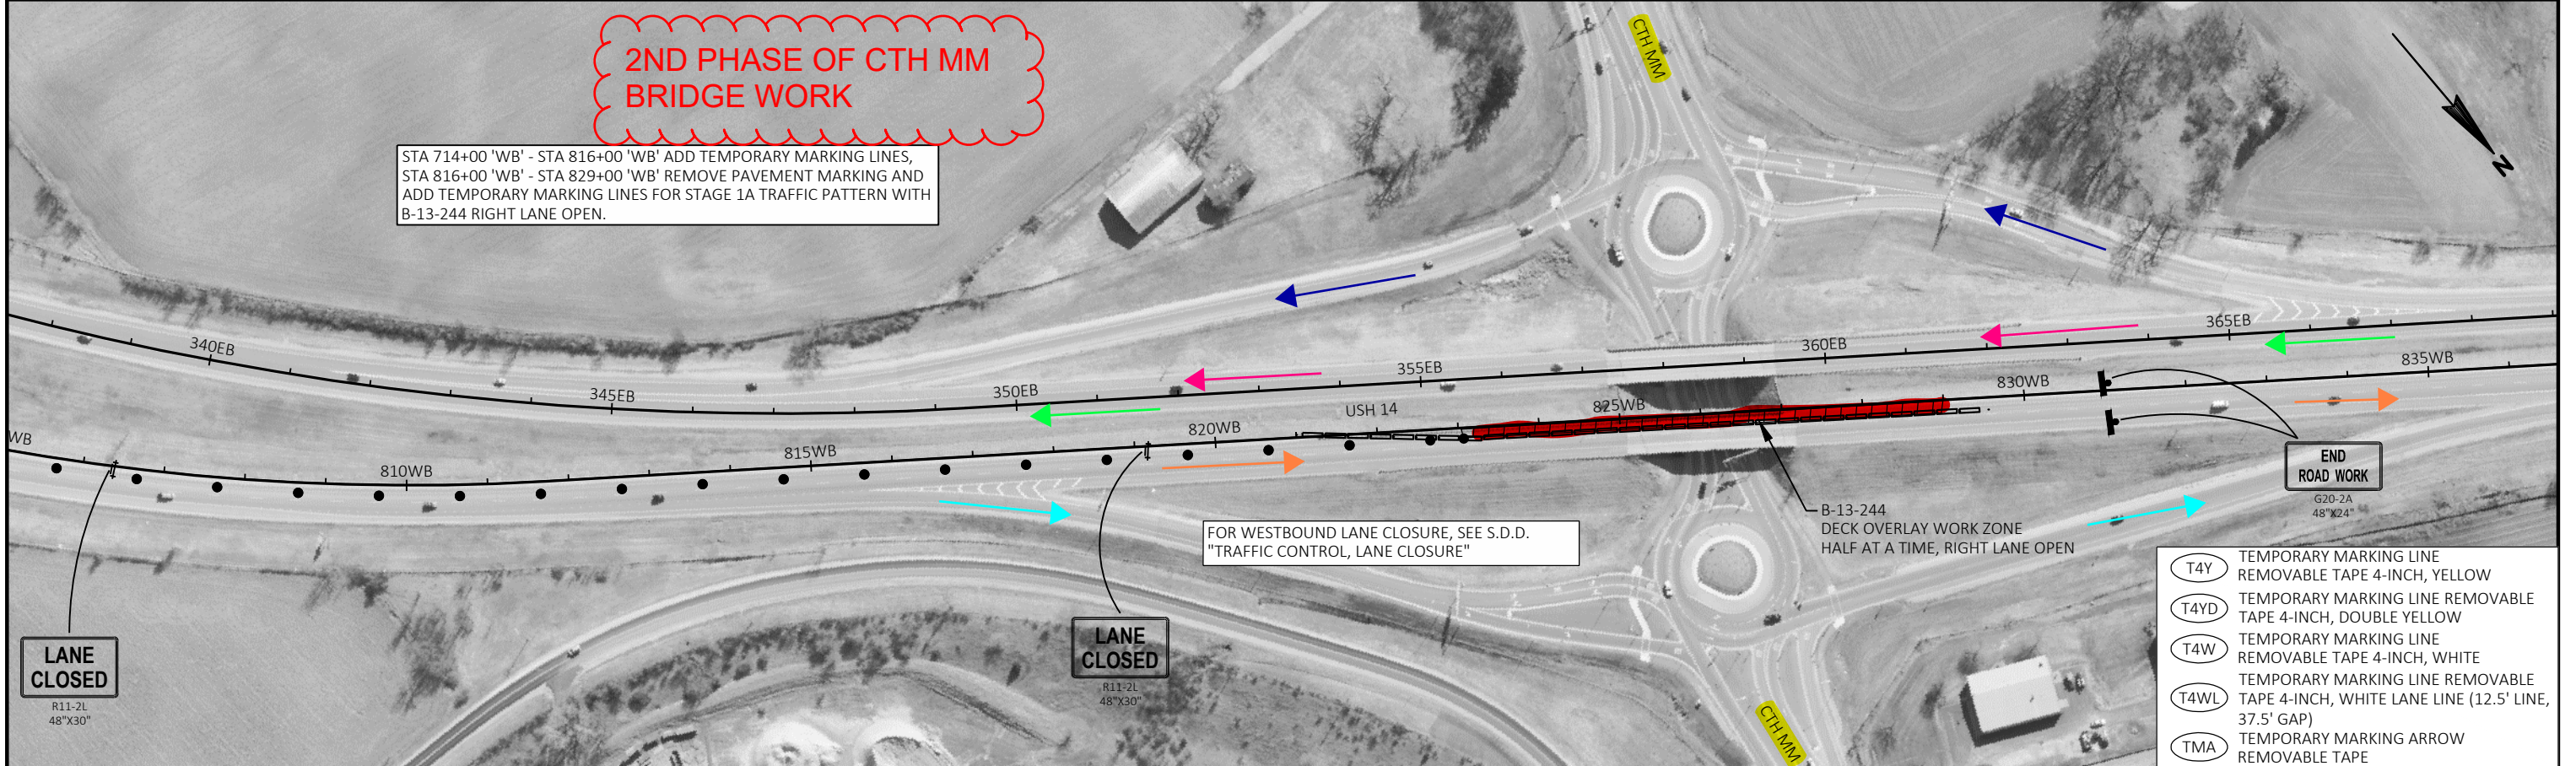 2ND PHASE OF CTH MM
BRIDGE WORK
STA 714+00 'WB' - STA 816+00 'WB' ADD TEMPORARY MARKING LINES,
STA 816+00 'WB' - STA 829+00 'WB' REMOVE PAVEMENT MARKING AND
ADD TEMPORARY MARKING LINES FOR STAGE 1A TRAFFIC PATTERN WITH
B-13-244 RIGHT LANE OPEN.
CTH MM
N
340EB
345EB
350EB
355EB
360EB
365EB
USH 14
WB
810WB
815WB
820WB
825WB
830WB
835WB
LANE
CLOSED
R11-2L
48"X30"
LANE
CLOSED
R11-2L
48"X30"
FOR WESTBOUND LANE CLOSURE, SEE S.D.D.
"TRAFFIC CONTROL, LANE CLOSURE"
B-13-244
DECK OVERLAY WORK ZONE
HALF AT A TIME, RIGHT LANE OPEN
END
ROAD WORK
G20-2A
48"X24"
CTH MM
T4Y
TEMPORARY MARKING LINE
REMOVABLE TAPE 4-INCH, YELLOW
T4YD
TEMPORARY MARKING LINE REMOVABLE
TAPE 4-INCH, DOUBLE YELLOW
T4W
TEMPORARY MARKING LINE
REMOVABLE TAPE 4-INCH, WHITE
T4WL
TEMPORARY MARKING LINE REMOVABLE
TAPE 4-INCH, WHITE LANE LINE (12.5' LINE,
37.5' GAP)
TMA
TEMPORARY MARKING ARROW
REMOVABLE TAPE